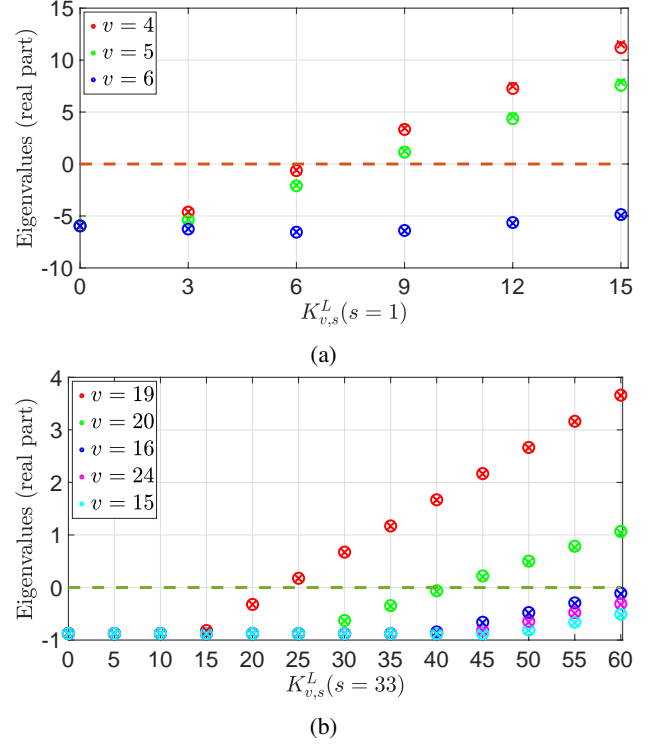 15
10
5
0
-5
-10
Eigenvalues (real part)
v = 4
v = 5
v = 6
0 3 6 9 12 15
K^L_{v,s}(s = 1)
(a)
4
3
2
1
0
-1
Eigenvalues (real part)
v = 19
v = 20
v = 16
v = 24
v = 15
0 5 10 15 20 25 30 35 40 45 50 55 60
K^L_{v,s}(s = 33)
(b)